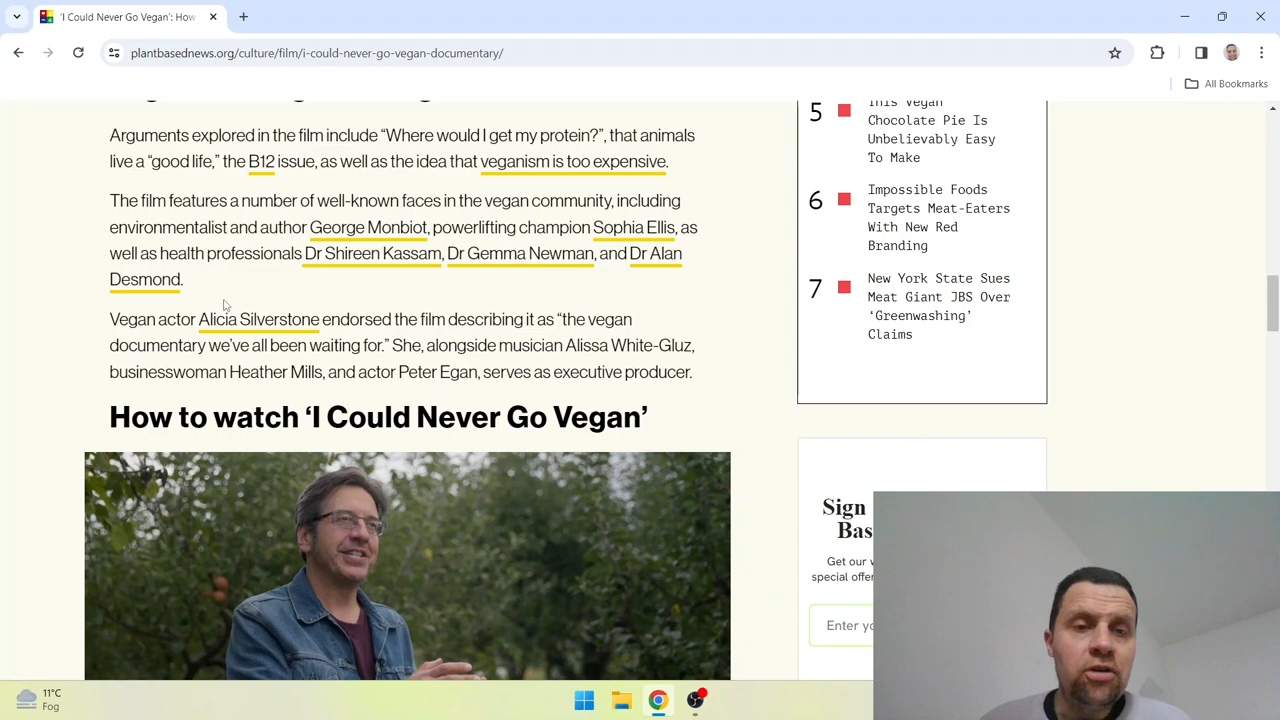 'I Could Never Go Vegan': How
plantbasednews.org/culture/film/i-could-never-go-vegan-documentary/
All Bookmarks
Arguments explored in the film include “Where would I get my protein?”, that animals
live a “good life,” the B12 issue, as well as the idea that veganism is too expensive.
The film features a number of well-known faces in the vegan community, including
environmentalist and author George Monbiot, powerlifting champion Sophia Ellis, as
well as health professionals Dr Shireen Kassam, Dr Gemma Newman, and Dr Alan
Desmond.
Vegan actor Alicia Silverstone endorsed the film describing it as “the vegan
documentary we’ve all been waiting for.” She, alongside musician Alissa White-Gluz,
businesswoman Heather Mills, and actor Peter Egan, serves as executive producer.
How to watch ‘I Could Never Go Vegan’
5
This Vegan
Chocolate Pie Is
Unbelievably Easy
To Make
6
Impossible Foods
Targets Meat-Eaters
With New Red
Branding
7
New York State Sues
Meat Giant JBS Over
‘Greenwashing’
Claims
Sign
Bas
Get our
special offer
Enter yo
11°C
Fog